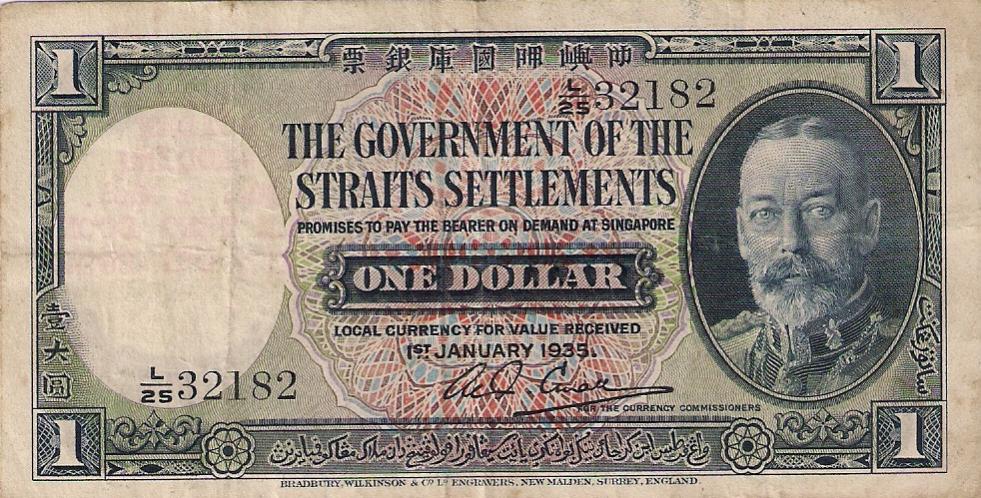 叻嶼呷國庫銀票
1
1
L/25 32182
THE GOVERNMENT OF THE
STRAITS SETTLEMENTS
PROMISES TO PAY THE BEARER ON DEMAND AT SINGAPORE
ONE DOLLAR
LOCAL CURRENCY FOR VALUE RECEIVED
1ST JANUARY 1935.
壹大圓
L/25 32182
FOR THE CURRENCY COMMISSIONERS
1
1
BRADBURY, WILKINSON & Co. Ld. ENGRAVERS, NEW MALDEN, SURREY, ENGLAND.